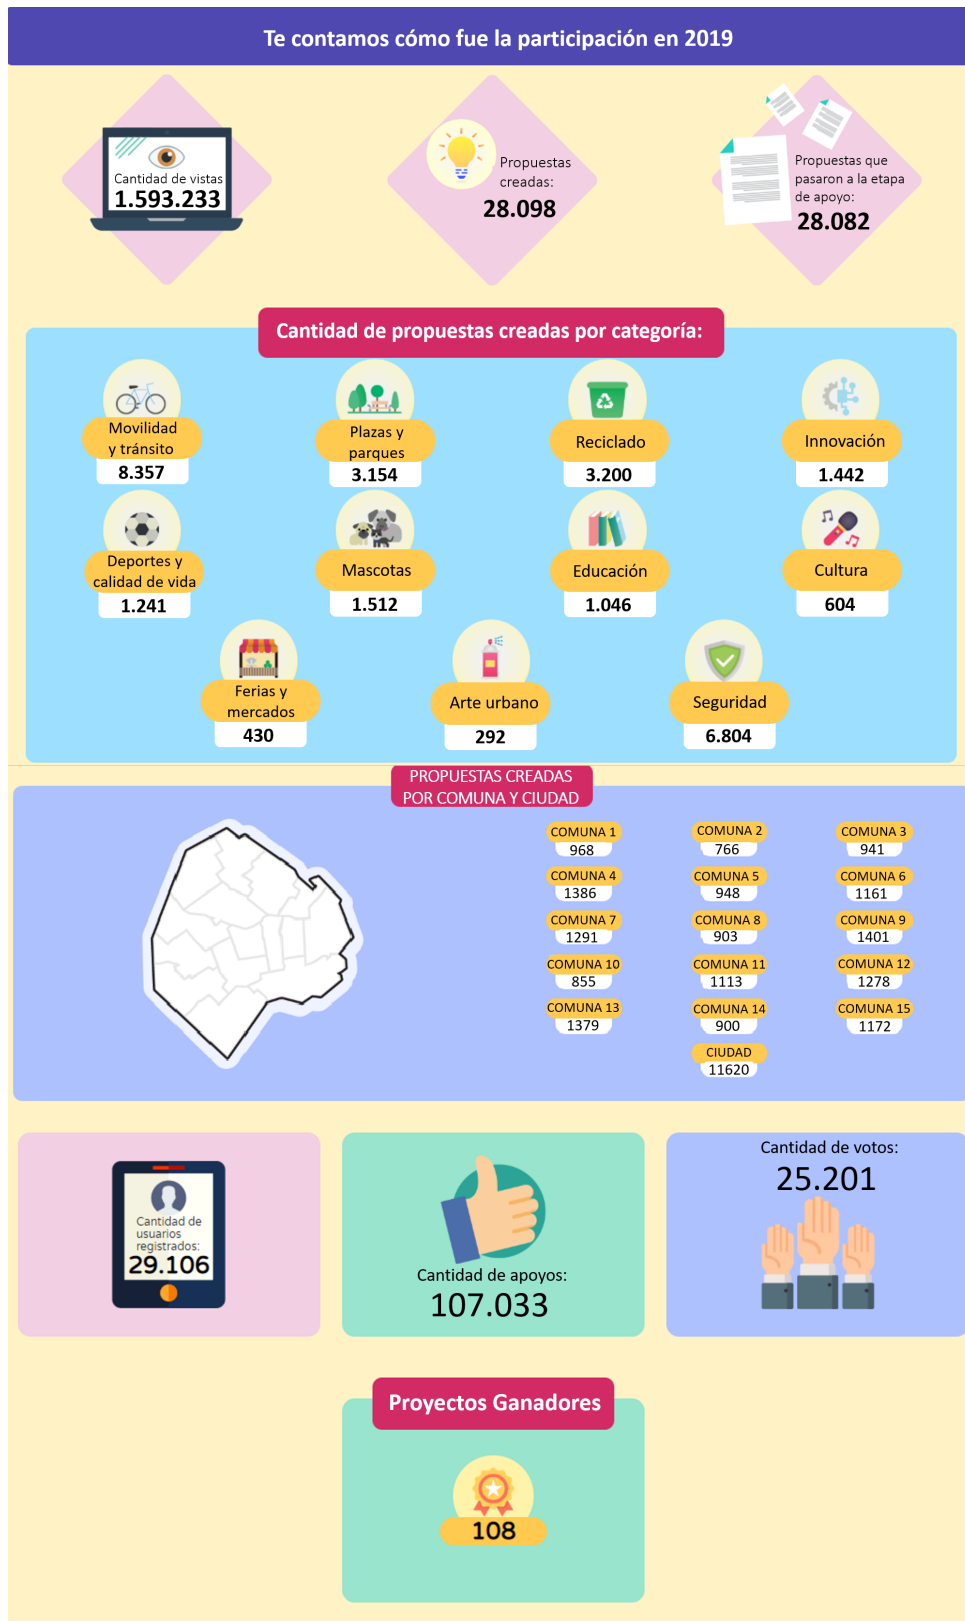 Te contamos cómo fue la participación en 2019
Cantidad de vistas
1.593.233
Propuestas
creadas:
28.098
Propuestas que
pasaron a la etapa
de apoyo:
28.082
Cantidad de propuestas creadas por categoría:
Movilidad
y tránsito
8.357
Plazas y
parques
3.154
Reciclado
3.200
Innovación
1.442
Deportes y
calidad de vida
1.241
Mascotas
1.512
Educación
1.046
Cultura
604
Ferias y
mercados
430
Arte urbano
292
Seguridad
6.804
PROPUESTAS CREADAS
POR COMUNA Y CIUDAD
COMUNA 1
968
COMUNA 2
766
COMUNA 3
941
COMUNA 4
1386
COMUNA 5
948
COMUNA 6
1161
COMUNA 7
1291
COMUNA 8
903
COMUNA 9
1401
COMUNA 10
855
COMUNA 11
1113
COMUNA 12
1278
COMUNA 13
1379
COMUNA 14
900
COMUNA 15
1172
CIUDAD
11620
Cantidad de
usuarios
registrados:
29.106
Cantidad de apoyos:
107.033
Cantidad de votos:
25.201
Proyectos Ganadores
108